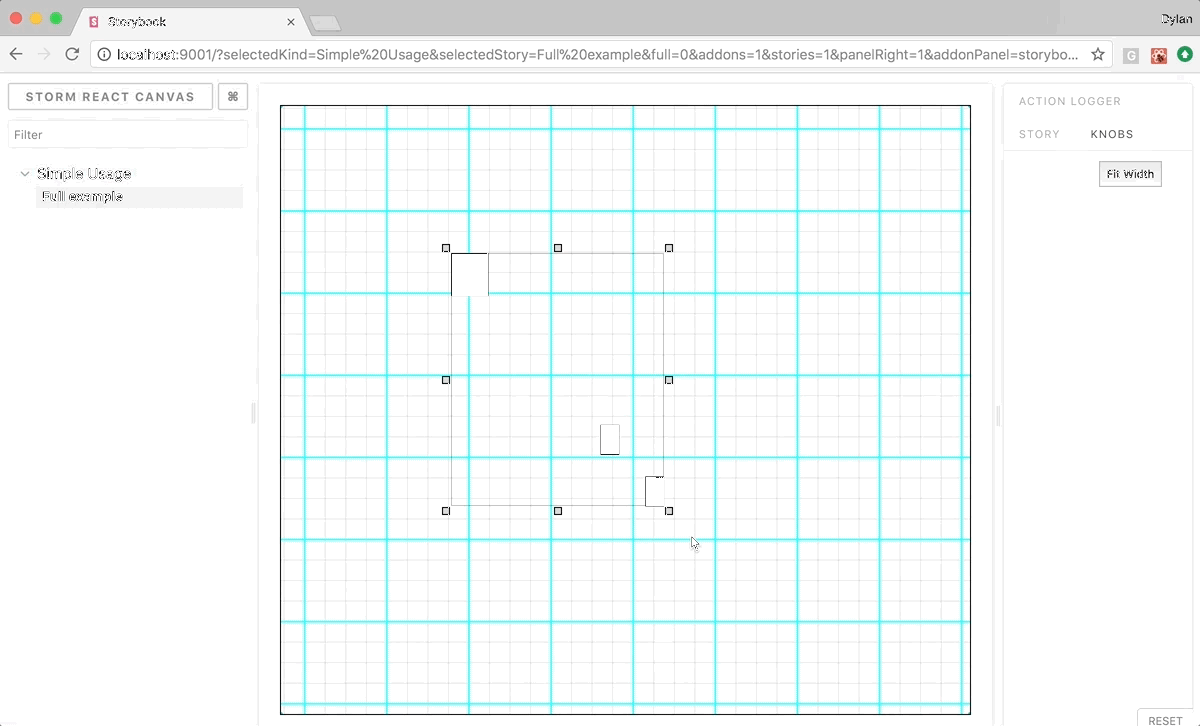 Storybook
Dylan
localhost:9001/?selectedKind=Simple%20Usage&selectedStory=Full%20example&full=0&addons=1&stories=1&panelRight=1&addonPanel=storybo...
G
STORM REACT CANVAS
⌘
Filter
Simple Usage
Full example
ACTION LOGGER
STORY
KNOBS
Fit Width
RESET